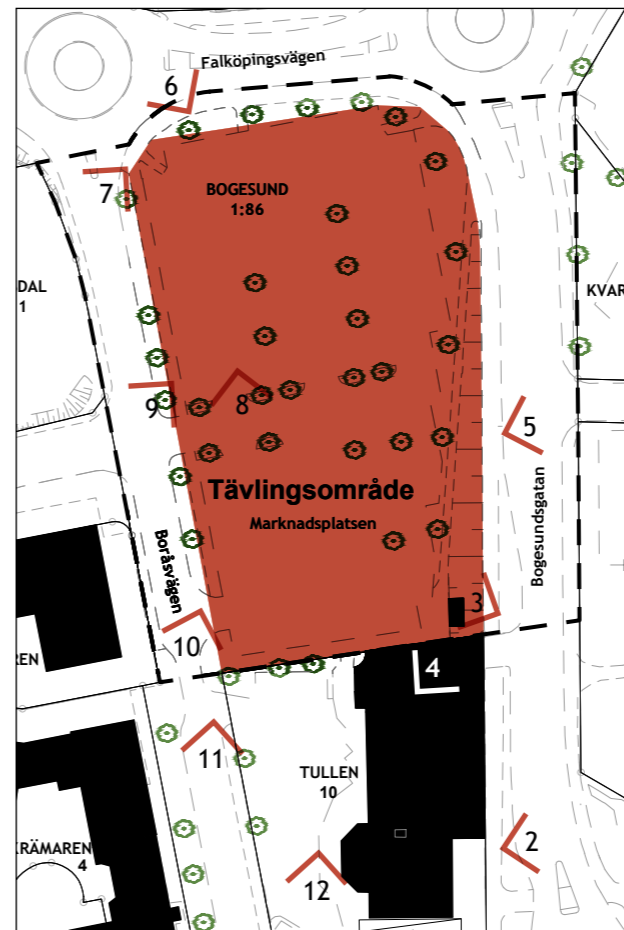 Falköpingsvägen
6
7
BOGESUND
1:86
DAL
1
KVAR
9
8
5
Tävlingsområde
Marknadsplatsen
Boråsvägen
Bogesundsgatan
3
10
REN
4
11
TULLEN
10
KRÄMAREN
4
2
12